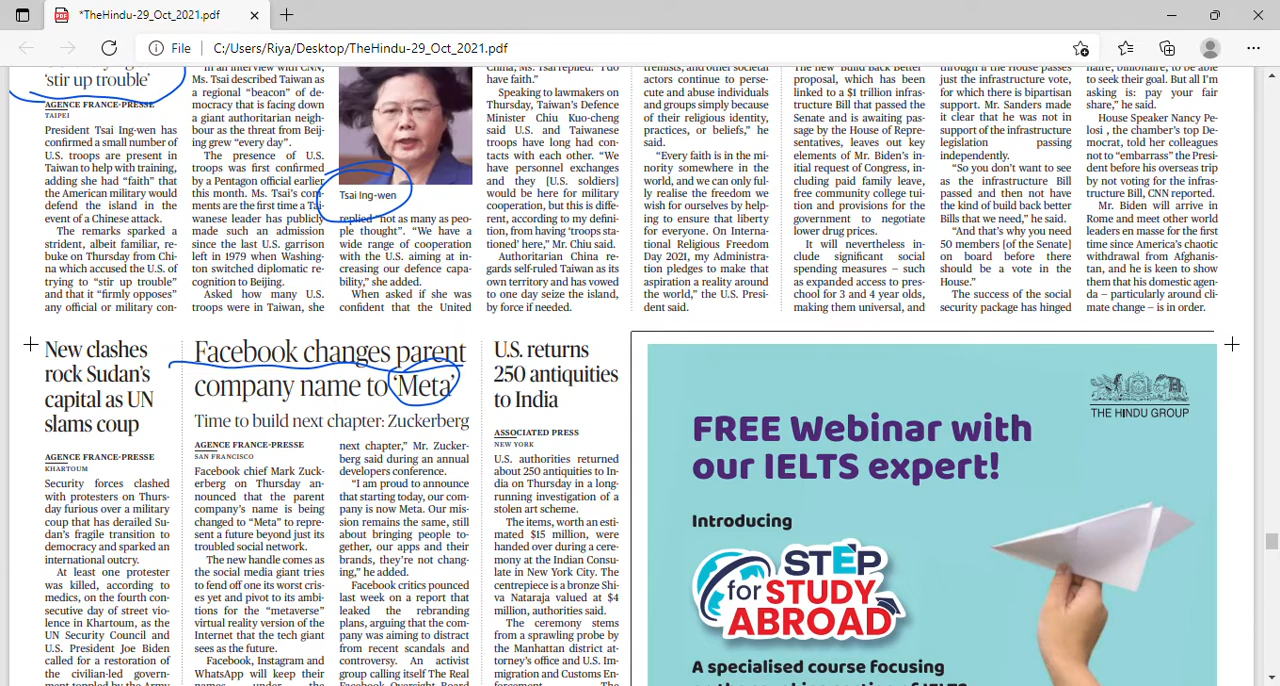 *TheHindu-29_Oct_2021.pdf
File
C:/Users/Riya/Desktop/TheHindu-29_Oct_2021.pdf
'stir up trouble'
AGENCE FRANCE-PRESSE
TAIPEI
President Tsai Ing-wen has
confirmed a small number of
U.S. troops are present in
Taiwan to help with training,
adding she had "faith" that
the American military would
defend the island in the
event of a Chinese attack.
The remarks sparked a
strident, albeit familiar, re-
buke on Thursday from Chi-
na which accused the U.S. of
trying to "stir up trouble"
and that it "firmly opposes"
any official or military con-
In an interview with CNN,
Ms. Tsai described Taiwan as
a regional "beacon" of de-
mocracy that is facing down
a giant authoritarian neigh-
bour as the threat from Beij-
ing grew "every day".
The presence of U.S.
troops was first confirmed
by a Pentagon official earlier
this month. Ms. Tsai's com-
ments are the first time a Tai-
wanese leader has publicly
made such an admission
since the last U.S. garrison
left in 1979 when Washing-
ton switched diplomatic re-
cognition to Beijing.
Asked how many U.S.
troops were in Taiwan, she
Tsai Ing-wen
replied "not as many as peo-
ple thought". "We have a
wide range of cooperation
with the U.S. aiming at in-
creasing our defence capa-
bility," she added.
When asked if she was
confident that the United
China, Ms. Tsai replied: "I do
have faith."
Speaking to lawmakers on
Thursday, Taiwan's Defence
Minister Chiu Kuo-cheng
said U.S. and Taiwanese
troops have long had con-
tacts with each other. "We
have personnel exchanges
and they [U.S. soldiers]
would be here for military
cooperation, but this is diffe-
rent, according to my defini-
tion, from having 'troops sta-
tioned' here," Mr. Chiu said.
Authoritarian China re-
gards self-ruled Taiwan as its
own territory and has vowed
to one day seize the island,
by force if needed.
tremists, and other societal
actors continue to perse-
cute and abuse individuals
and groups simply because
of their religious identity,
practices, or beliefs," he
said.
"Every faith is in the mi-
nority somewhere in the
world, and we can only ful-
ly realise the freedom we
wish for ourselves by help-
ing to ensure that liberty
for everyone. On Interna-
tional Religious Freedom
Day 2021, my Administra-
tion pledges to make that
aspiration a reality around
the world," the U.S. Presi-
dent said.
The new 'Build Back Better'
proposal, which has been
linked to a $1 trillion infras-
tructure Bill that passed the
Senate and is awaiting pas-
sage by the House of Repre-
sentatives, leaves out key
elements of Mr. Biden's in-
itial request of Congress, in-
cluding paid family leave,
free community college tui-
tion and provisions for the
government to negotiate
lower drug prices.
It will nevertheless in-
clude significant social
spending measures – such
as expanded access to pres-
chool for 3 and 4 year olds,
making them universal, and
through if the House passes
just the infrastructure vote,
for which there is bipartisan
support. Mr. Sanders made
it clear that he was not in
support of the infrastructure
legislation passing
independently.
"So you don't want to see
as the infrastructure Bill
passed and then not have
the kind of build back better
Bills that we need," he said.
"And that's why you need
50 members [of the Senate]
on board before there
should be a vote in the
House."
The success of the social
security package has hinged
naire, billionaire, to be able
to seek their goal. But all I'm
asking is: pay your fair
share," he said.
House Speaker Nancy Pe-
losi , the chamber's top De-
mocrat, told her colleagues
not to "embarrass" the Presi-
dent before his overseas trip
by not voting for the infras-
tructure Bill, CNN reported.
Mr. Biden will arrive in
Rome and meet other world
leaders en masse for the first
time since America's chaotic
withdrawal from Afghanis-
tan, and he is keen to show
them that his domestic agen-
da – particularly around cli-
mate change – is in order.
New clashes
rock Sudan's
capital as UN
slams coup
AGENCE FRANCE-PRESSE
KHARTOUM
Security forces clashed
with protesters on Thurs-
day furious over a military
coup that has derailed Su-
dan's fragile transition to
democracy and sparked an
international outcry.
At least one protester
was killed, according to
medics, on the fourth con-
secutive day of street vio-
lence in Khartoum, as the
UN Security Council and
U.S. President Joe Biden
called for a restoration of
the civilian-led govern-
ment toppled by the Army
Facebook changes parent
company name to 'Meta'
Time to build next chapter: Zuckerberg
AGENCE FRANCE-PRESSE
SAN FRANCISCO
Facebook chief Mark Zuck-
erberg on Thursday an-
nounced that the parent
company's name is being
changed to "Meta" to repre-
sent a future beyond just its
troubled social network.
The new handle comes as
the social media giant tries
to fend off one its worst cris-
es yet and pivot to its ambi-
tions for the "metaverse"
virtual reality version of the
Internet that the tech giant
sees as the future.
Facebook, Instagram and
WhatsApp will keep their
next chapter," Mr. Zucker-
berg said during an annual
developers conference.
"I am proud to announce
that starting today, our com-
pany is now Meta. Our mis-
sion remains the same, still
about bringing people to-
gether, our apps and their
brands, they're not chang-
ing," he added.
Facebook critics pounced
last week on a report that
leaked the rebranding
plans, arguing that the com-
pany was aiming to distract
from recent scandals and
controversy. An activist
group calling itself The Real
Facebook Oversight Board
U.S. returns
250 antiquities
to India
ASSOCIATED PRESS
NEW YORK
U.S. authorities returned
about 250 antiquities to In-
dia on Thursday in a long-
running investigation of a
stolen art scheme.
The items, worth an esti-
mated $15 million, were
handed over during a cere-
mony at the Indian Consu-
late in New York City. The
centrepiece is a bronze Shi-
va Nataraja valued at $4
million, authorities said.
The ceremony stems
from a sprawling probe by
the Manhattan district at-
torney's office and U.S. Im-
migration and Customs En-
THE HINDU GROUP
FREE Webinar with
our IELTS expert!
Introducing
STEP
for STUDY
ABROAD
A specialised course focusing